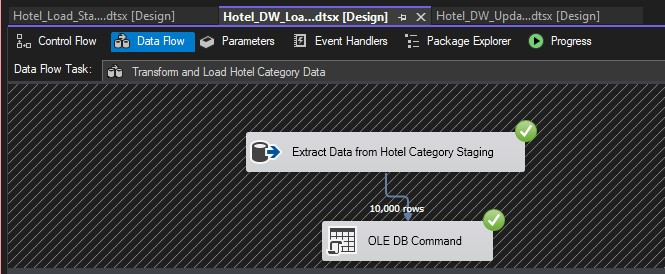 Hotel_Load_Sta....dtsx [Design]
Hotel_DW_Loa...dtsx [Design]
Hotel_DW_Upda...dtsx [Design]
Control Flow
Data Flow
Parameters
Event Handlers
Package Explorer
Progress
Data Flow Task:
Transform and Load Hotel Category Data
Extract Data from Hotel Category Staging
10,000 rows
OLE DB Command